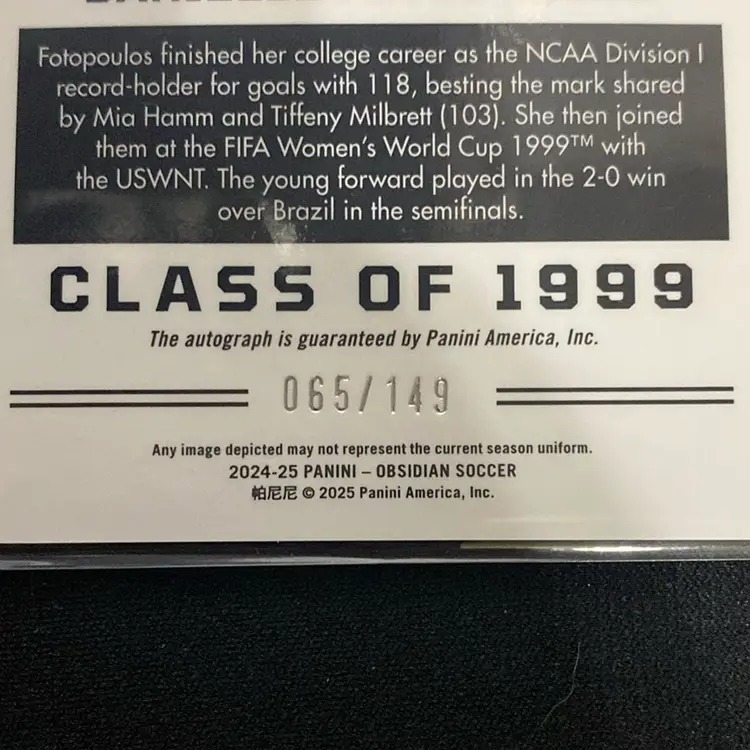 Fotopoulos finished her college career as the NCAA Division I
record-holder for goals with 118, besting the mark shared
by Mia Hamm and Tiffeny Milbrett (103). She then joined
them at the FIFA Women's World Cup 1999™ with
the USWNT. The young forward played in the 2-0 win
over Brazil in the semifinals.
CLASS OF 1999
The autograph is guaranteed by Panini America, Inc.
065/149
Any image depicted may not represent the current season uniform.
2024-25 PANINI – OBSIDIAN SOCCER
帕尼尼 © 2025 Panini America, Inc.